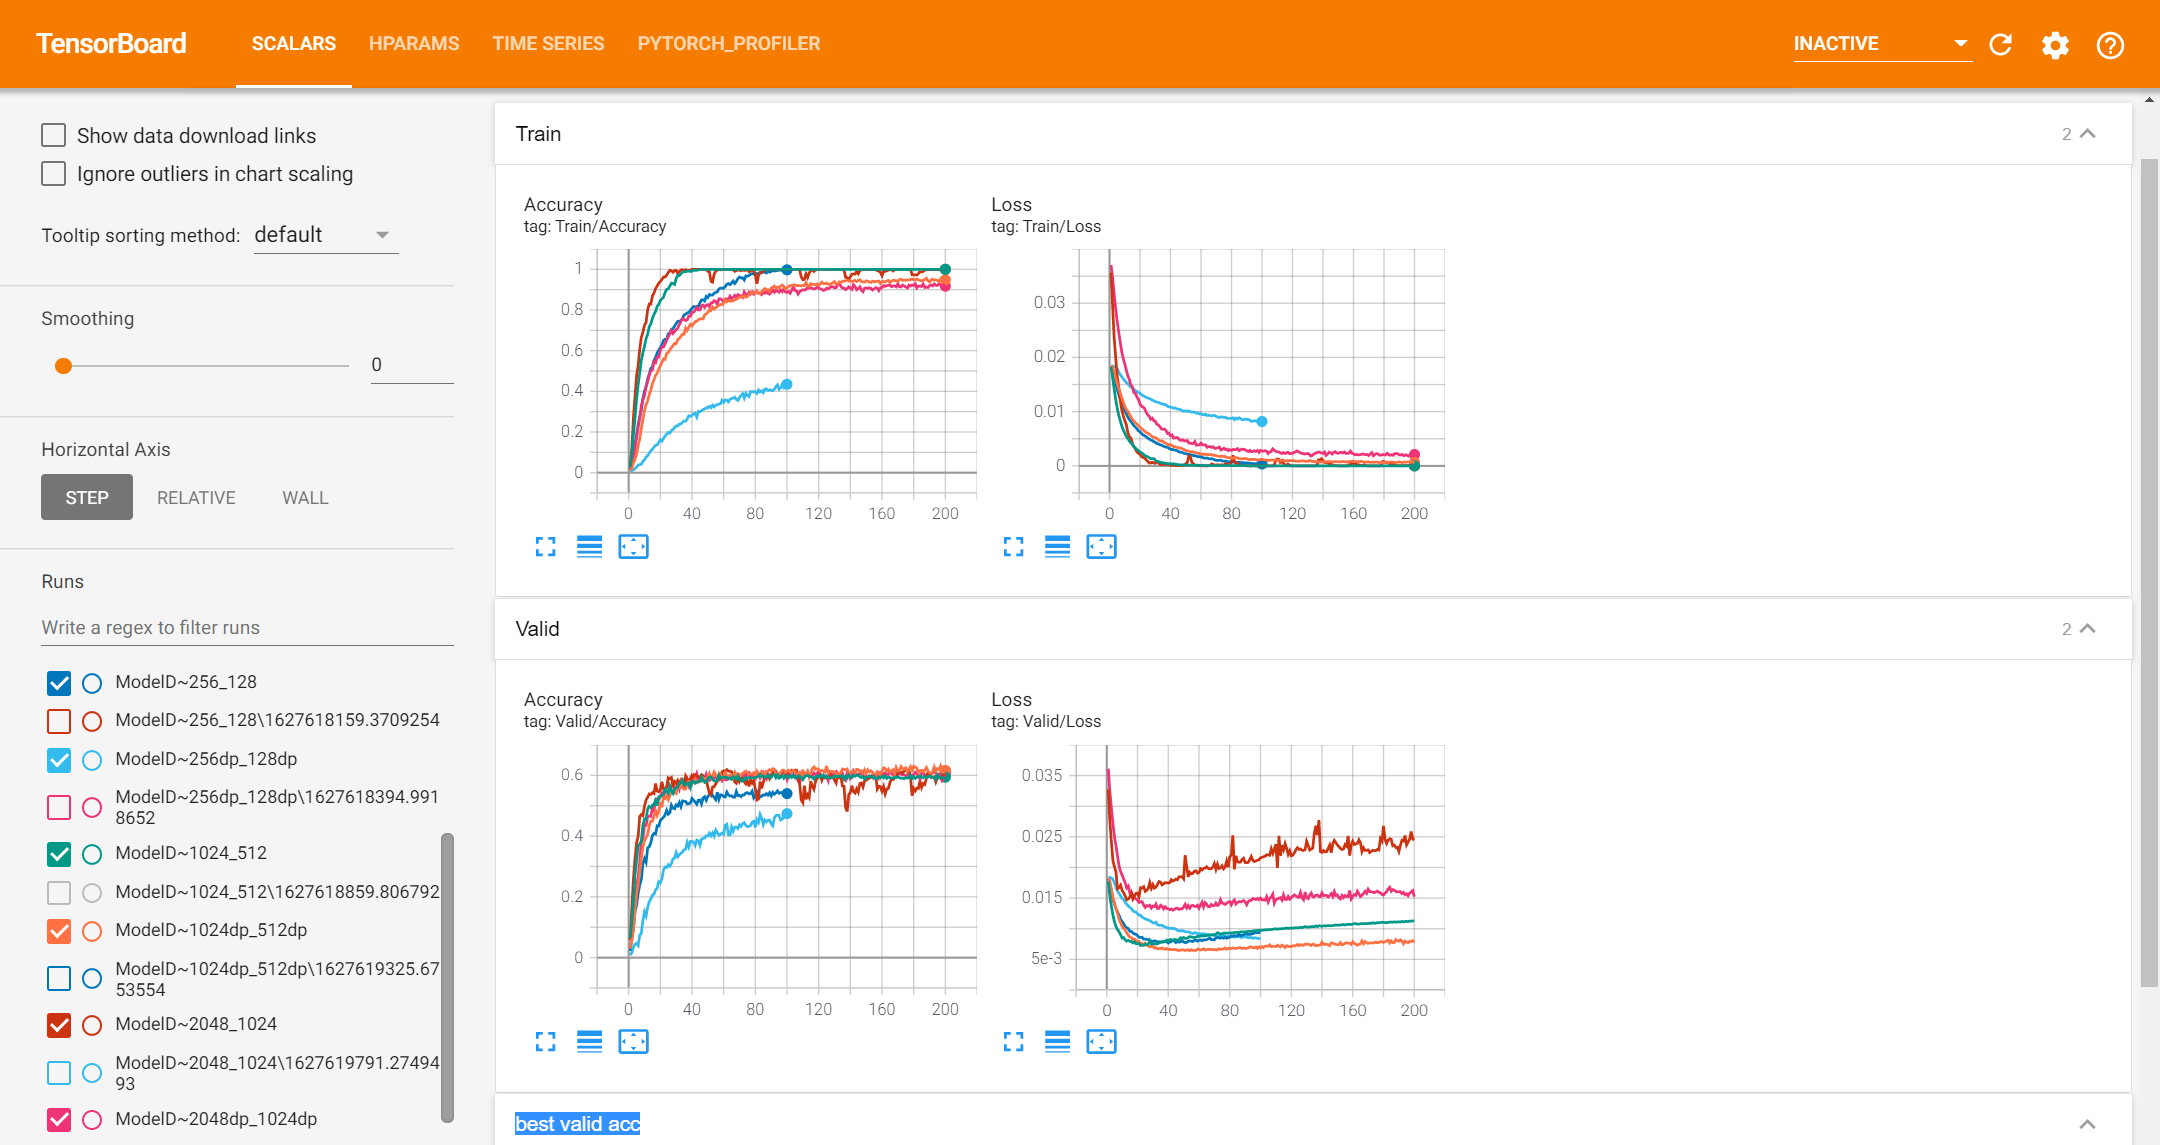 TensorBoard
SCALARS HPARAMS TIME SERIES PYTORCH_PROFILER
INACTIVE
Show data download links
Ignore outliers in chart scaling
Tooltip sorting method: default
Smoothing
0
Horizontal Axis
STEP RELATIVE WALL
Runs
Write a regex to filter runs
ModelD~256_128
ModelD~256_128\1627618159.3709254
ModelD~256dp_128dp
ModelD~256dp_128dp\1627618394.991
8652
ModelD~1024_512
ModelD~1024_512\1627618859.806792
ModelD~1024dp_512dp
ModelD~1024dp_512dp\1627619325.67
53554
ModelD~2048_1024
ModelD~2048_1024\1627619791.27494
93
ModelD~2048dp_1024dp
Train
2
Accuracy
tag: Train/Accuracy
1
0.8
0.6
0.4
0.2
0
0 40 80 120 160 200
Loss
tag: Train/Loss
0.03
0.02
0.01
0
0 40 80 120 160 200
Valid
2
Accuracy
tag: Valid/Accuracy
0.6
0.4
0.2
0
0 40 80 120 160 200
Loss
tag: Valid/Loss
0.035
0.025
0.015
5e-3
0 40 80 120 160 200
best valid acc